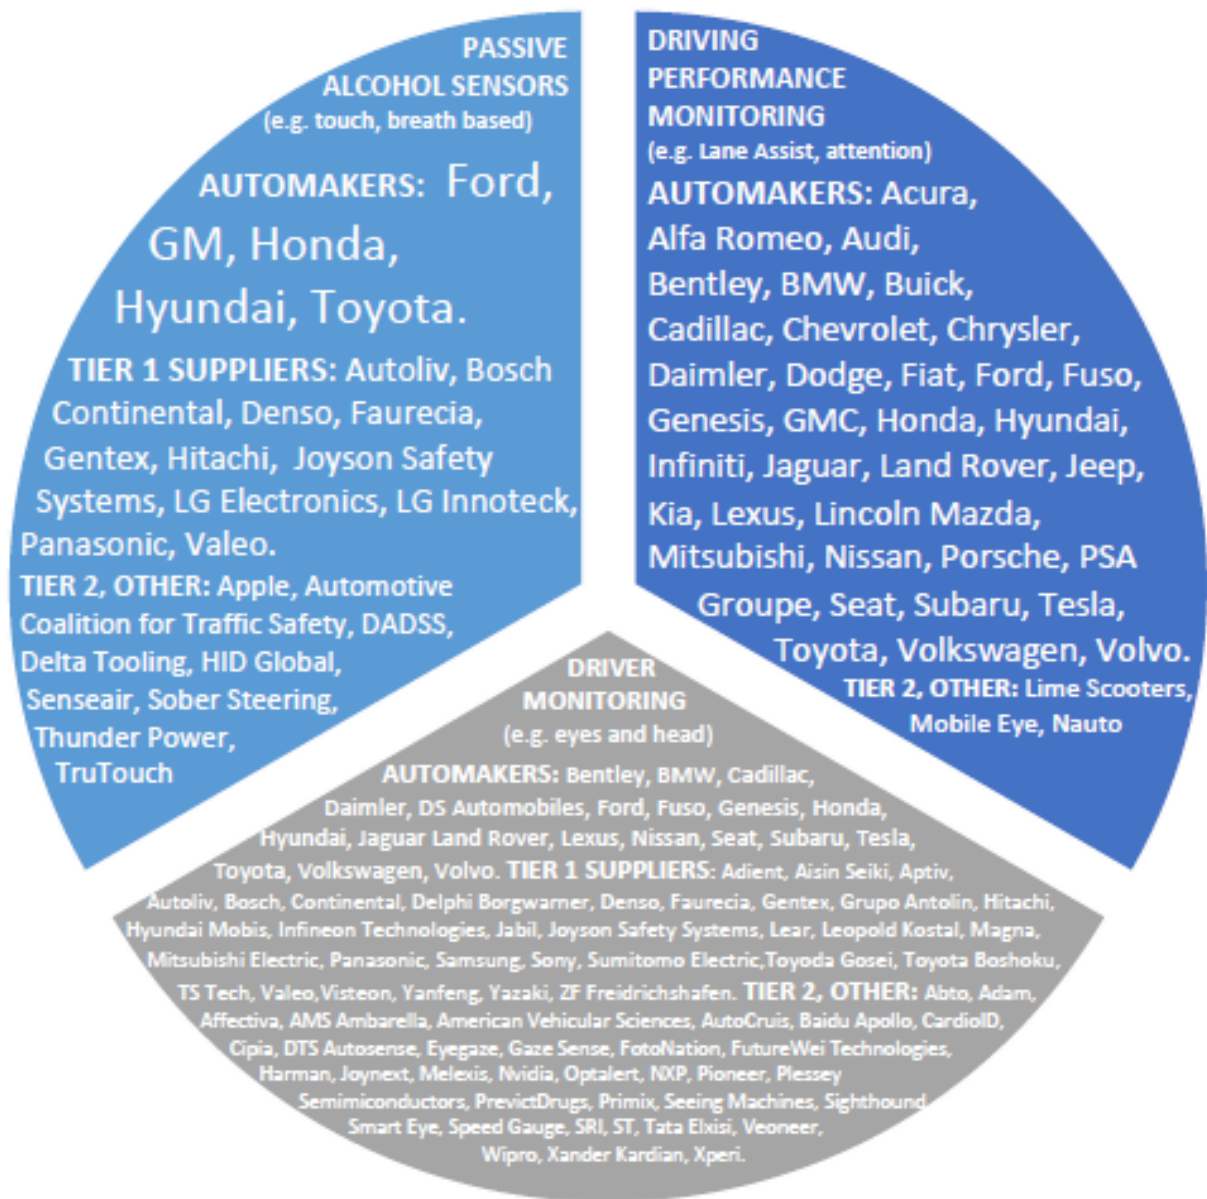 PASSIVE
ALCOHOL SENSORS
(e.g. touch, breath based)
AUTOMAKERS: Ford,
GM, Honda,
Hyundai, Toyota.
TIER 1 SUPPLIERS: Autoliv, Bosch
Continental, Denso, Faurecia,
Gentex, Hitachi, Joyson Safety
Systems, LG Electronics, LG Innoteck,
Panasonic, Valeo.
TIER 2, OTHER: Apple, Automotive
Coalition for Traffic Safety, DADSS,
Delta Tooling, HID Global,
Senseair, Sober Steering,
Thunder Power,
TruTouch
DRIVING
PERFORMANCE
MONITORING
(e.g. Lane Assist, attention)
AUTOMAKERS: Acura,
Alfa Romeo, Audi,
Bentley, BMW, Buick,
Cadillac, Chevrolet, Chrysler,
Daimler, Dodge, Fiat, Ford, Fuso,
Genesis, GMC, Honda, Hyundai,
Infiniti, Jaguar, Land Rover, Jeep,
Kia, Lexus, Lincoln Mazda,
Mitsubishi, Nissan, Porsche, PSA
Groupe, Seat, Subaru, Tesla,
Toyota, Volkswagen, Volvo.
TIER 2, OTHER: Lime Scooters,
Mobile Eye, Nauto
DRIVER
MONITORING
(e.g. eyes and head)
AUTOMAKERS: Bentley, BMW, Cadillac,
Daimler, DS Automobiles, Ford, Fuso, Genesis, Honda,
Hyundai, Jaguar Land Rover, Lexus, Nissan, Seat, Subaru, Tesla,
Toyota, Volkswagen, Volvo. TIER 1 SUPPLIERS: Adient, Aisin Seiki, Aptiv,
Autoliv, Bosch, Continental, Delphi Borgwarner, Denso, Faurecia, Gentex, Grupo Antolin, Hitachi,
Hyundai Mobis, Infineon Technologies, Jabil, Joyson Safety Systems, Lear, Leopold Kostal, Magna,
Mitsubishi Electric, Panasonic, Samsung, Sony, Sumitomo Electric,Toyoda Gosei, Toyota Boshoku,
TS Tech, Valeo,Visteon, Yanfeng, Yazaki, ZF Freidrichshafen. TIER 2, OTHER: Abto, Adam,
Affectiva, AMS Ambarella, American Vehicular Sciences, AutoCruis, Baidu Apollo, CardioID,
Cipia, DTS Autosense, Eyegaze, Gaze Sense, FotoNation, FutureWei Technologies,
Harman, Joynext, Melexis, Nvidia, Optalert, NXP, Pioneer, Plessey
Semimiconductors, PrevictDrugs, Primix, Seeing Machines, Sighthound,
Smart Eye, Speed Gauge, SRI, ST, Tata Elxisi, Veoneer,
Wipro, Xander Kardian, Xperi.